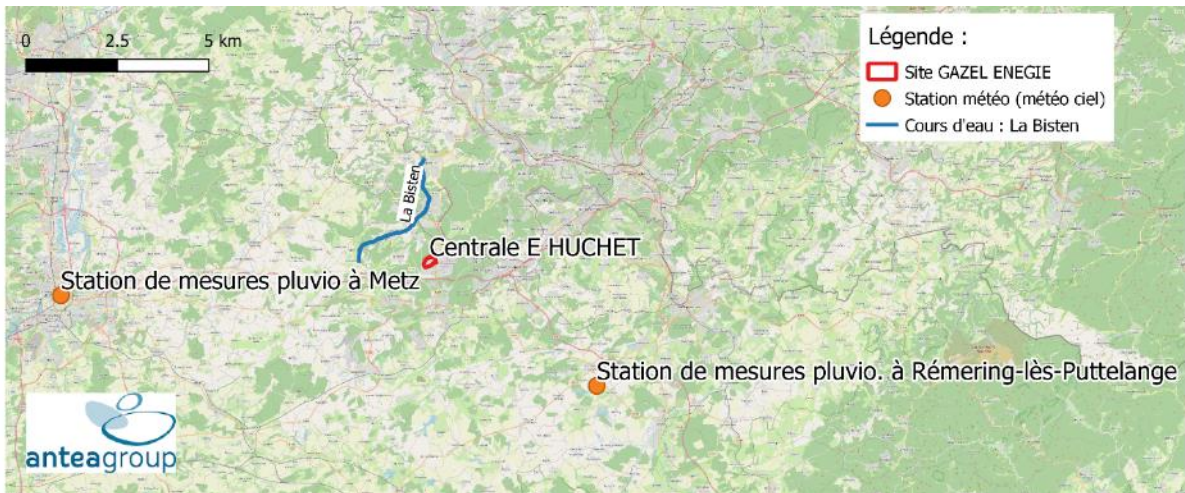 0 2.5 5 km
Légende :
Site GAZEL ENEGIE
Station météo (météo ciel)
Cours d'eau : La Bisten
La Bisten
Centrale E HUCHET
Station de mesures pluvio à Metz
Station de mesures pluvio. à Rémering-lès-Puttelange
anteagroup